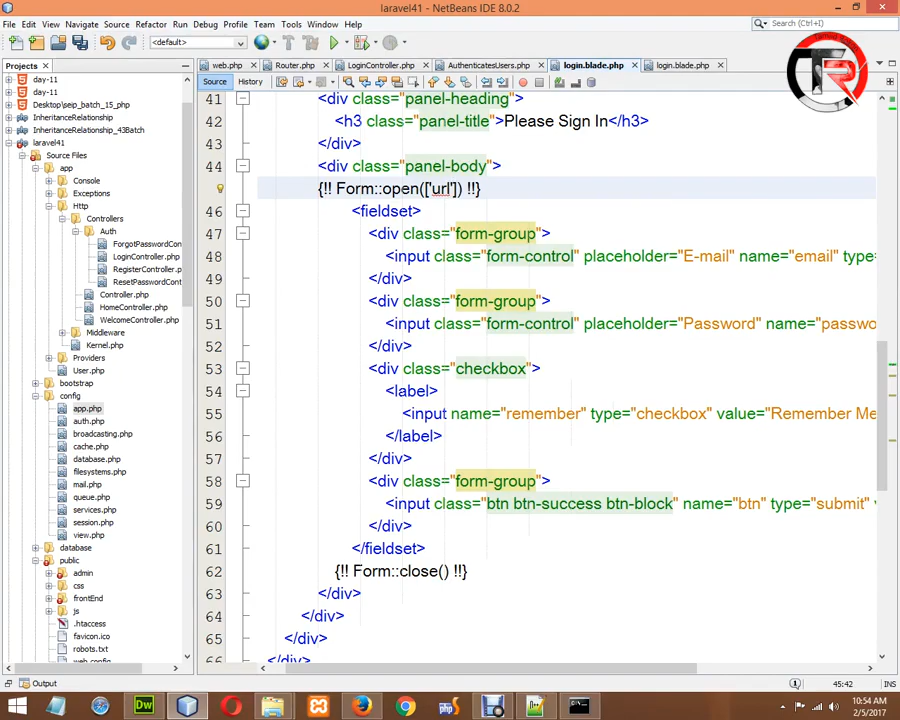 laravel41 - NetBeans IDE 8.0.2
File Edit View Navigate Source Refactor Run Debug Profile Team Tools Window Help
Search (Ctrl+I)
<default>
Projects
web.php Router.php LoginController.php AuthenticatesUsers.php login.blade.php login.blade.php
Source History
day-11
day-11
Desktop\seip_batch_15_php
InheritanceRelationship
InheritanceRelationship_43Batch
laravel41
Source Files
app
Console
Exceptions
Http
Controllers
Auth
ForgotPasswordCon
LoginController.php
RegisterController.p
ResetPasswordCont
Controller.php
HomeController.php
WelcomeController.php
Middleware
Kernel.php
Providers
User.php
bootstrap
config
app.php
auth.php
broadcasting.php
cache.php
database.php
filesystems.php
mail.php
queue.php
services.php
session.php
view.php
database
public
admin
css
frontEnd
js
.htaccess
favicon.ico
robots.txt
web.config
41 <div class="panel-heading">
42 <h3 class="panel-title">Please Sign In</h3>
43 </div>
44 <div class="panel-body">
{!! Form::open(['url']) !!}
46 <fieldset>
47 <div class="form-group">
48 <input class="form-control" placeholder="E-mail" name="email" type=
49 </div>
50 <div class="form-group">
51 <input class="form-control" placeholder="Password" name="passwo
52 </div>
53 <div class="checkbox">
54 <label>
55 <input name="remember" type="checkbox" value="Remember Me
56 </label>
57 </div>
58 <div class="form-group">
59 <input class="btn btn-success btn-block" name="btn" type="submit" v
60 </div>
61 </fieldset>
62 {!! Form::close() !!}
63 </div>
64 </div>
65 </div>
66 </div>
Output
45:42 INS
10:54 AM
2/5/2017